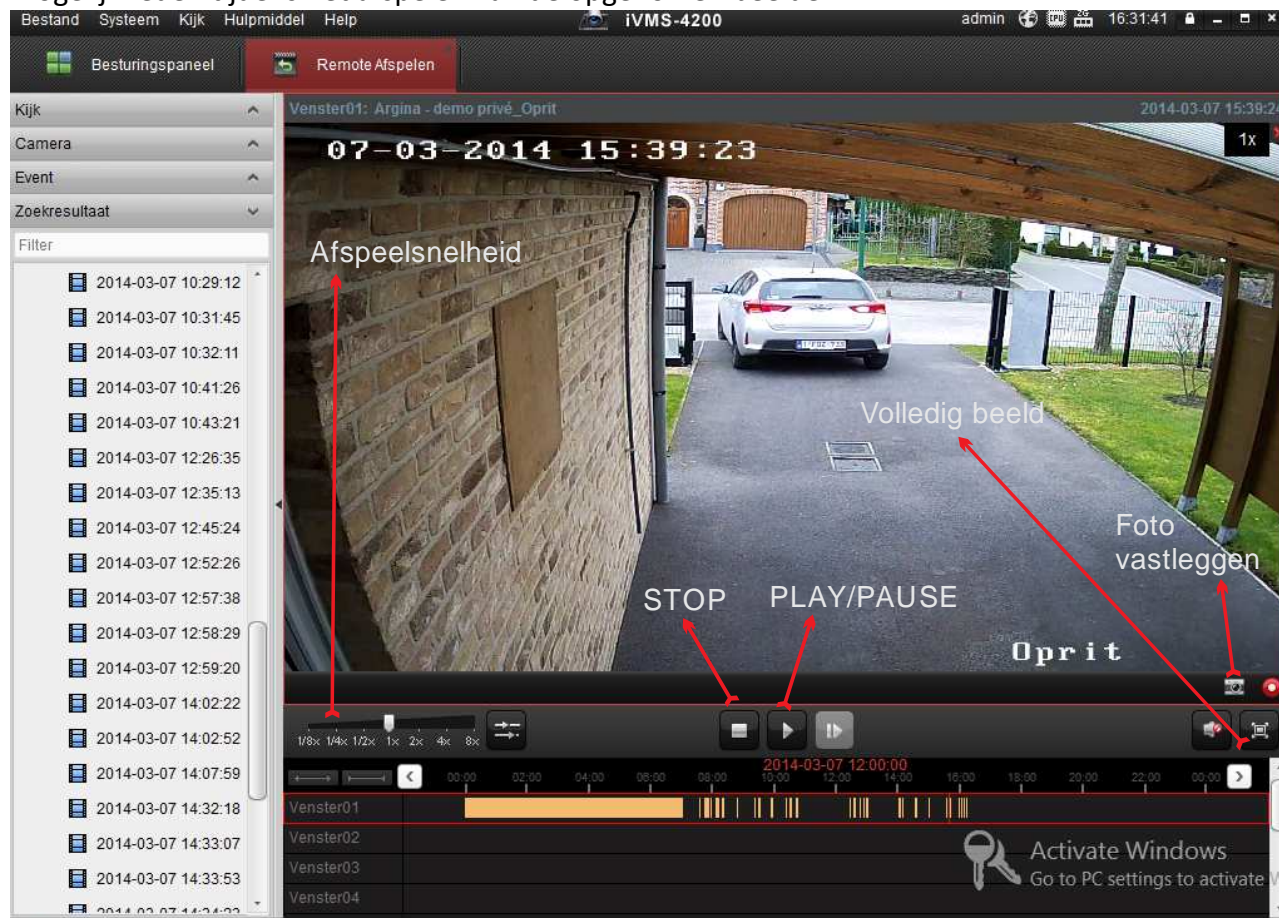 Bestand Systeem Kijk Hulpmiddel Help iVMS-4200 admin CPU 2G 16:31:41
Besturingspaneel Remote Afspelen
Kijk
Camera
Event
Zoekresultaat
Filter
2014-03-07 10:29:12
2014-03-07 10:31:45
2014-03-07 10:32:11
2014-03-07 10:41:26
2014-03-07 10:43:21
2014-03-07 12:26:35
2014-03-07 12:35:13
2014-03-07 12:45:24
2014-03-07 12:52:26
2014-03-07 12:57:38
2014-03-07 12:58:29
2014-03-07 12:59:20
2014-03-07 14:02:22
2014-03-07 14:02:52
2014-03-07 14:07:59
2014-03-07 14:32:18
2014-03-07 14:33:07
2014-03-07 14:33:53
Venster01: Argina - demo privé_Oprit 2014-03-07 15:39:24
07-03-2014 15:39:23
1x
Afspeelsnelheid
Volledig beeld
Foto
vastleggen
STOP PLAY/PAUSE
Oprit
1/8x 1/4x 1/2x 1x 2x 4x 8x
2014-03-07 12:00:00
00:00 02:00 04:00 06:00 08:00 10:00 12:00 14:00 16:00 18:00 20:00 22:00 00:00
Venster01
Venster02
Venster03
Venster04
Activate Windows
Go to PC settings to activate